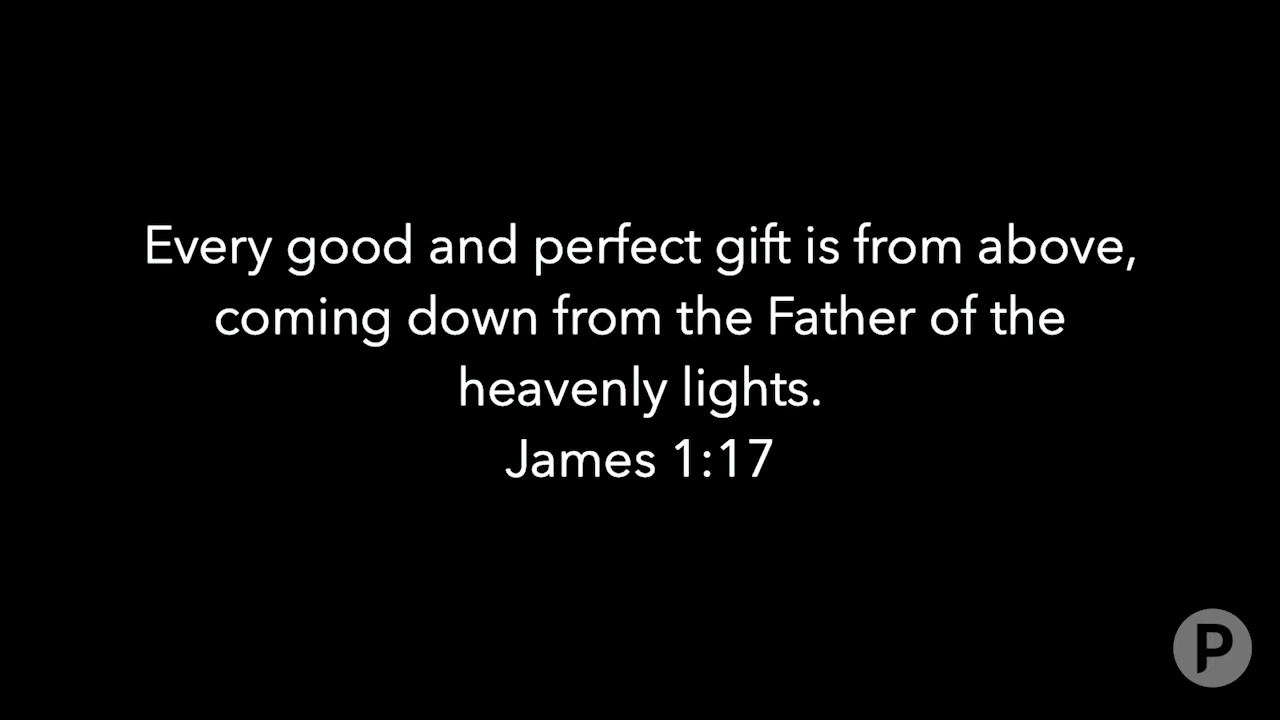 Every good and perfect gift is from above,
coming down from the Father of the
heavenly lights.
James 1:17
P